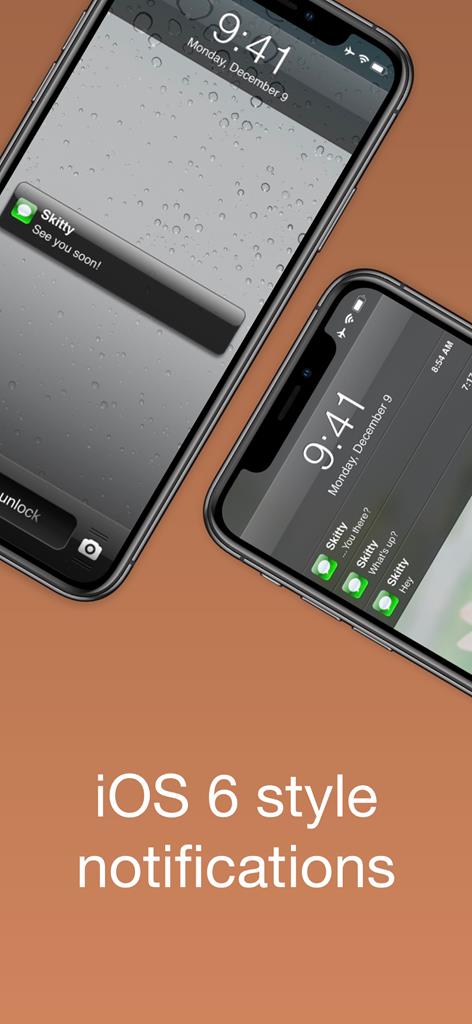 9:41
Monday, December 9
Skitty
See you soon!
unlock
9:41
Monday, December 9
8:54 AM
Skitty
...You there?
Skitty
What's up?
Skitty
Hey
iOS 6 style
notifications